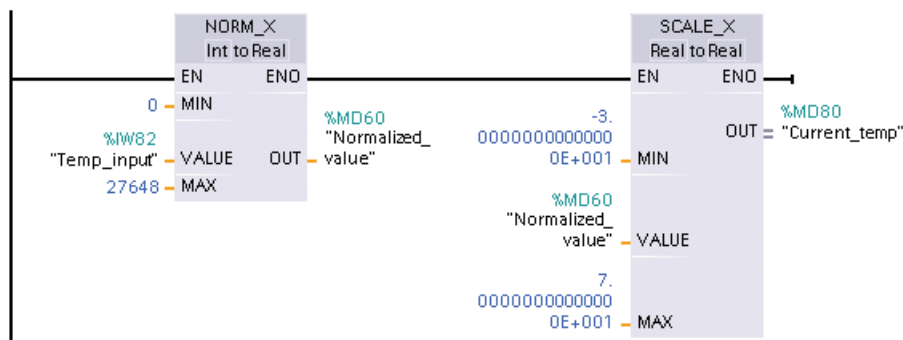 NORM_X
Int to Real
EN ENO
0 MIN
%IW82
"Temp_input" VALUE
27648 MAX
OUT
%MD60
"Normalized_
value"
SCALE_X
Real to Real
EN ENO
-3.
0000000000000
0E+001 MIN
%MD60
"Normalized_
value" VALUE
7.
0000000000000
0E+001 MAX
OUT
%MD80
"Current_temp"